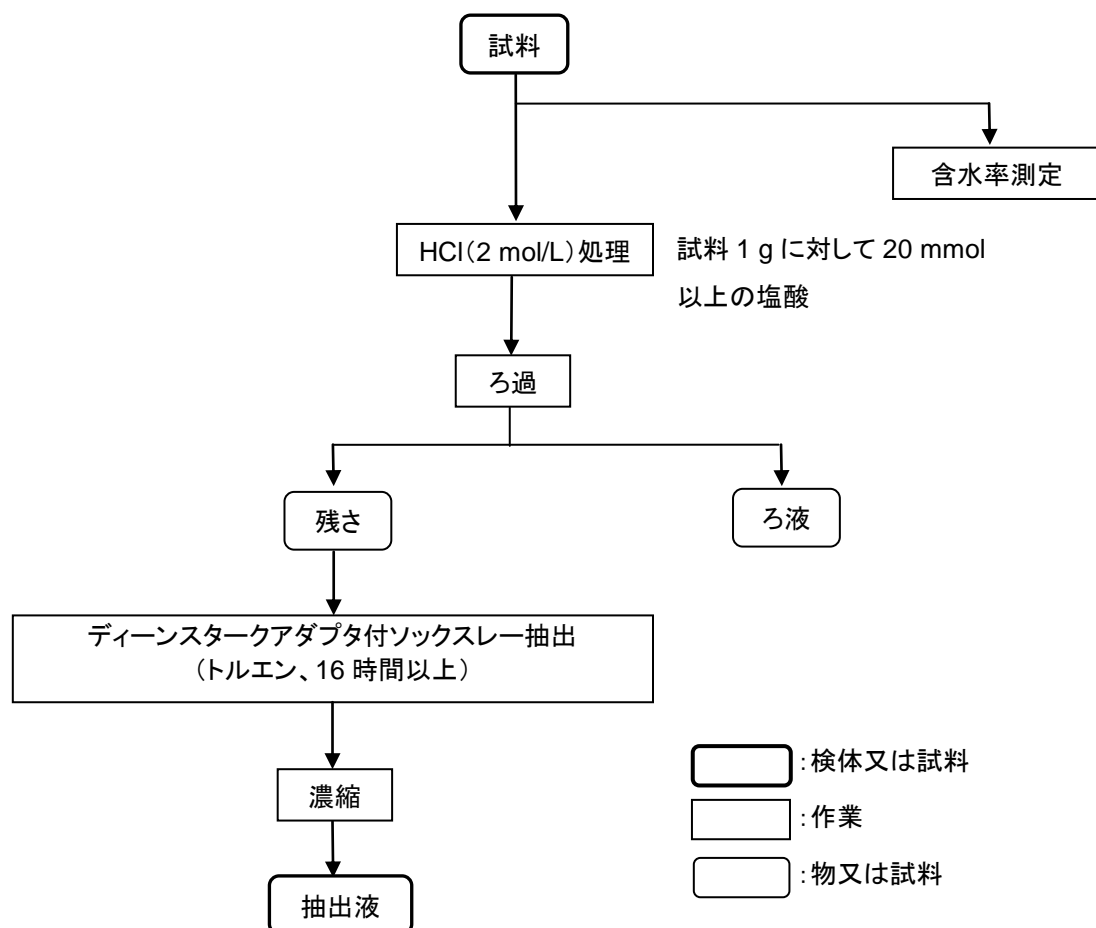 試料
含水率測定
HCl（2 mol/L）処理
試料 1 g に対して 20 mmol
以上の塩酸
ろ過
残さ
ろ液
ディーンスタークアダプタ付ソックスレー抽出
（トルエン、16 時間以上）
濃縮
抽出液
：検体又は試料
：作業
：物又は試料